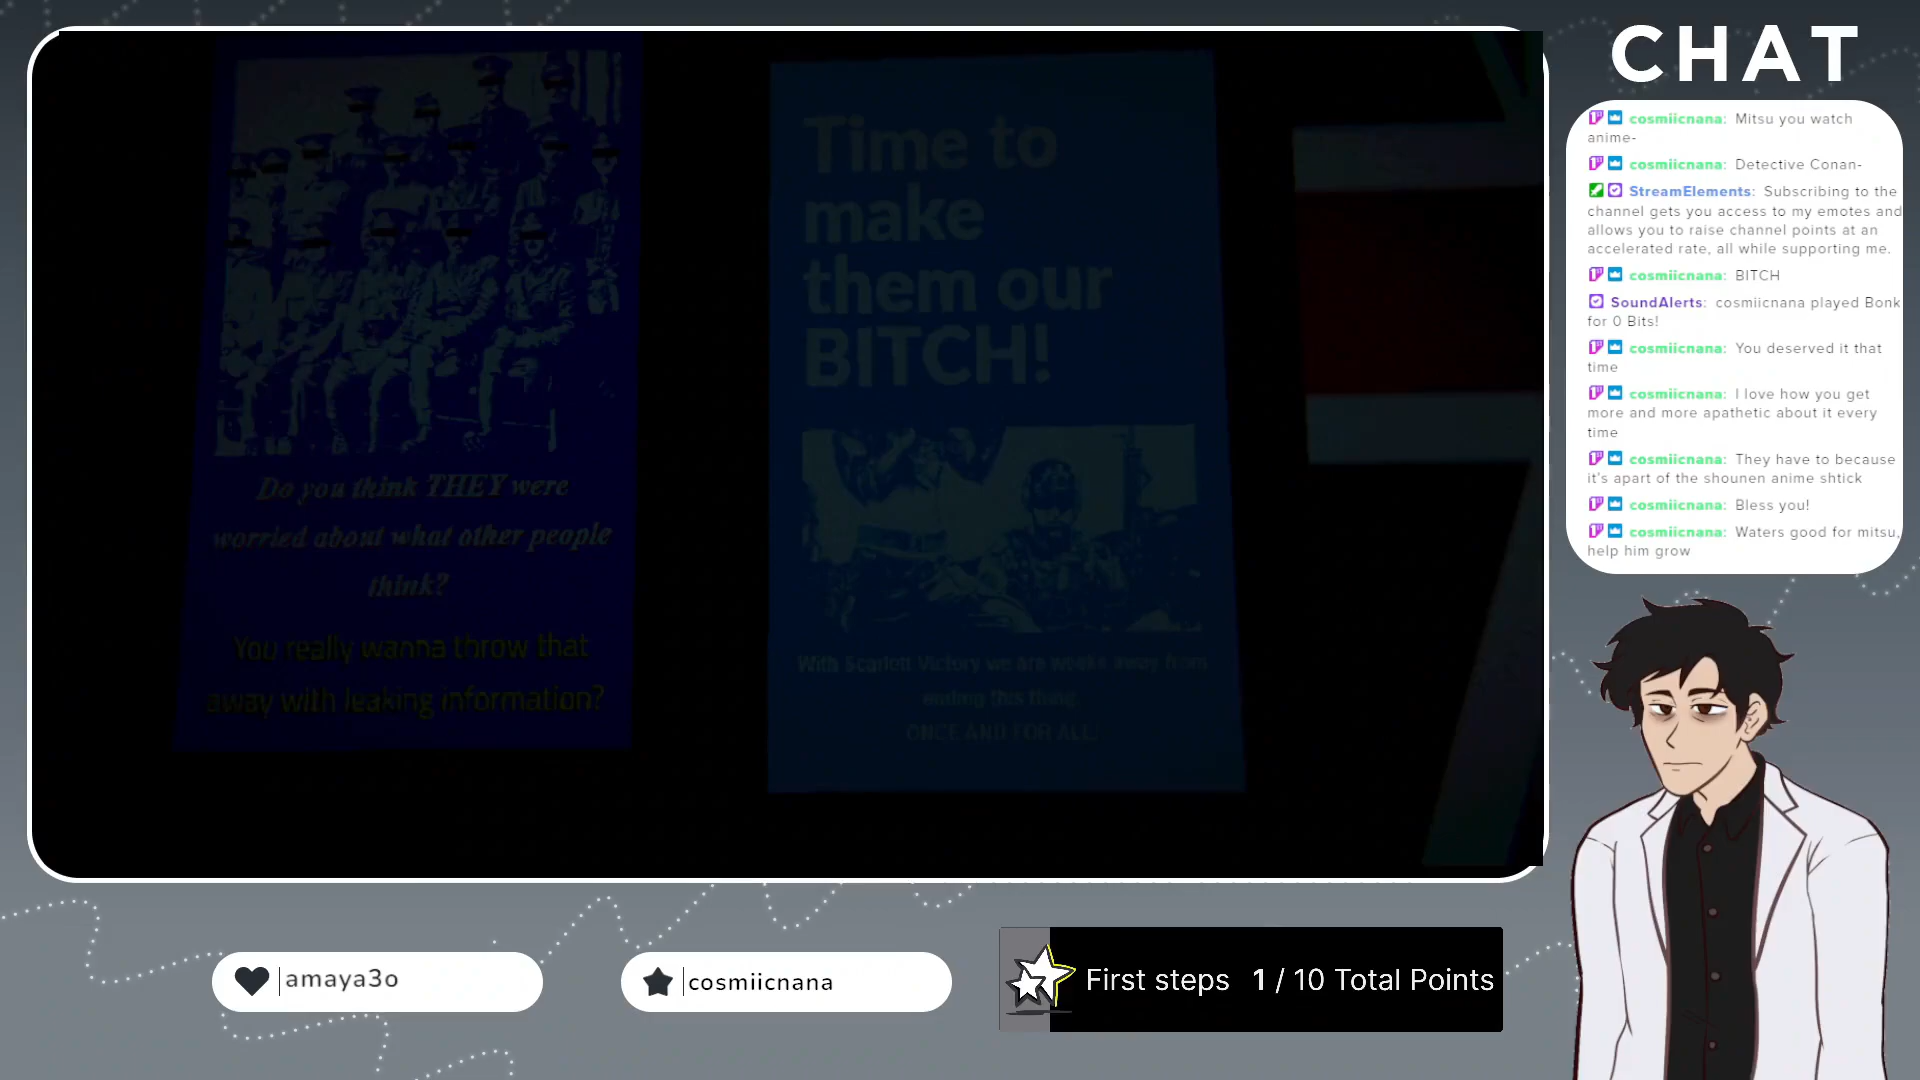 Do you think THEY were
worried about what other people
think?
You really wanna throw that
away with leaking information?
Time to
make
them our
BITCH!
With Scarlett Victory we are weeks away from
ending this thing.
ONCE AND FOR ALL!
CHAT
cosmiicnana: Mitsu you watch
anime-
cosmiicnana: Detective Conan-
StreamElements: Subscribing to the
channel gets you access to my emotes and
allows you to raise channel points at an
accelerated rate, all while supporting me.
cosmiicnana: BITCH
SoundAlerts: cosmiicnana played Bonk
for 0 Bits!
cosmiicnana: You deserved it that
time
cosmiicnana: I love how you get
more and more apathetic about it every
time
cosmiicnana: They have to because
it's apart of the shounen anime shtick
cosmiicnana: Bless you!
cosmiicnana: Waters good for mitsu,
help him grow
amaya3o
cosmiicnana
First steps 1 / 10 Total Points